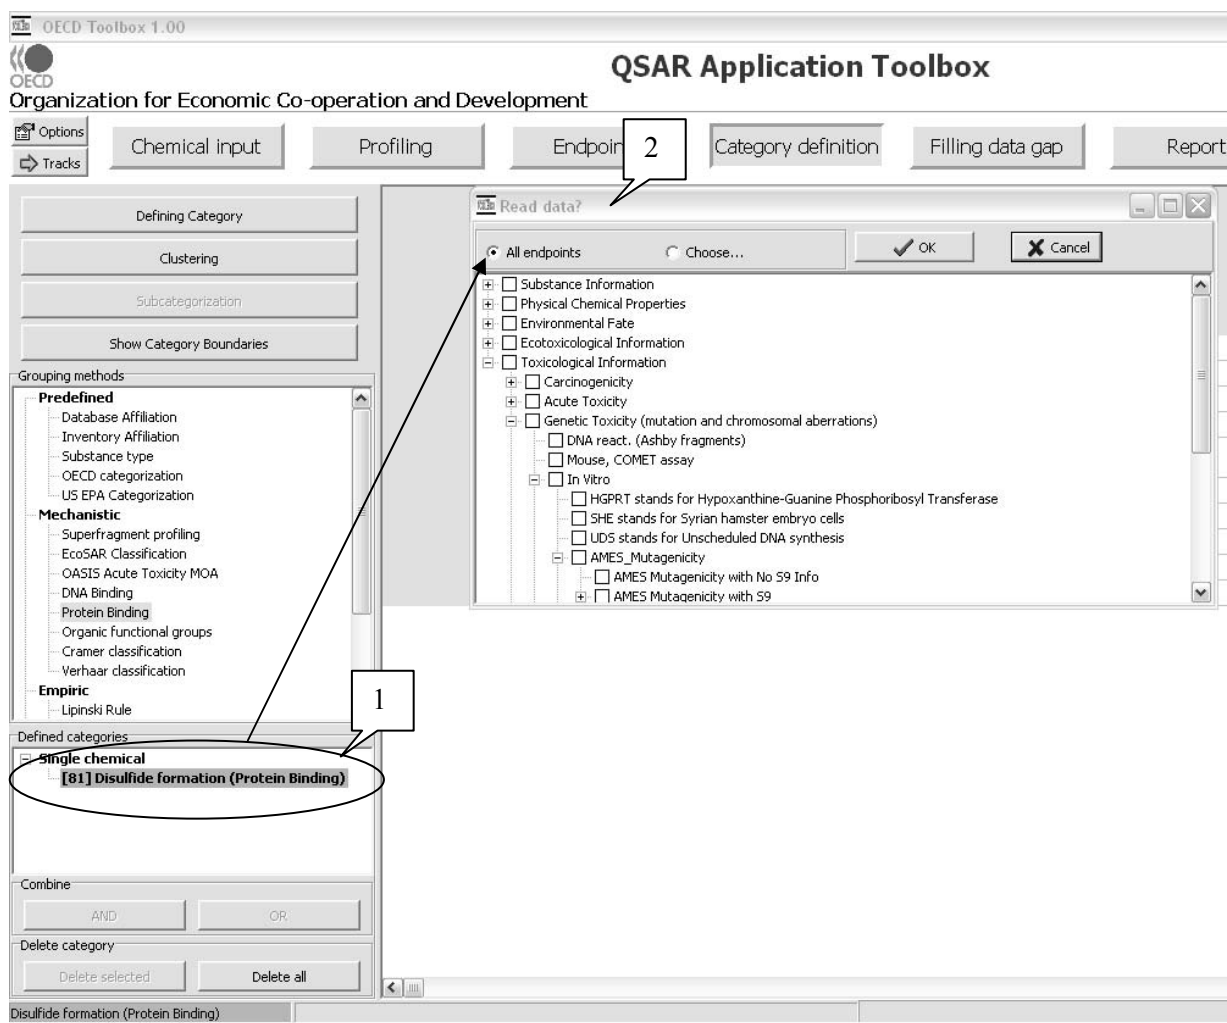 OECD Toolbox 1.00
OECD
QSAR Application Toolbox
Organization for Economic Co-operation and Development
Options
Tracks
Chemical input
Profiling
Endpoin
2
Category definition
Filling data gap
Report
Defining Category
Clustering
Subcategorization
Show Category Boundaries
Grouping methods
Predefined
Database Affiliation
Inventory Affiliation
Substance type
OECD categorization
US EPA Categorization
Mechanistic
Superfragment profiling
EcoSAR Classification
OASIS Acute Toxicity MOA
DNA Binding
Protein Binding
Organic functional groups
Cramer classification
Verhaar classification
Empiric
Lipinski Rule
1
Defined categories
Single chemical
[81] Disulfide formation (Protein Binding)
Combine
AND
OR
Delete category
Delete selected
Delete all
Disulfide formation (Protein Binding)
Read data?
All endpoints
Choose...
OK
Cancel
Substance Information
Physical Chemical Properties
Environmental Fate
Ecotoxicological Information
Toxicological Information
Carcinogenicity
Acute Toxicity
Genetic Toxicity (mutation and chromosomal aberrations)
DNA react. (Ashby fragments)
Mouse, COMET assay
In Vitro
HGPRT stands for Hypoxanthine-Guanine Phosphoribosyl Transferase
SHE stands for Syrian hamster embryo cells
UDS stands for Unscheduled DNA synthesis
AMES_Mutagenicity
AMES Mutagenicity with No S9 Info
AMES Mutagenicity with S9